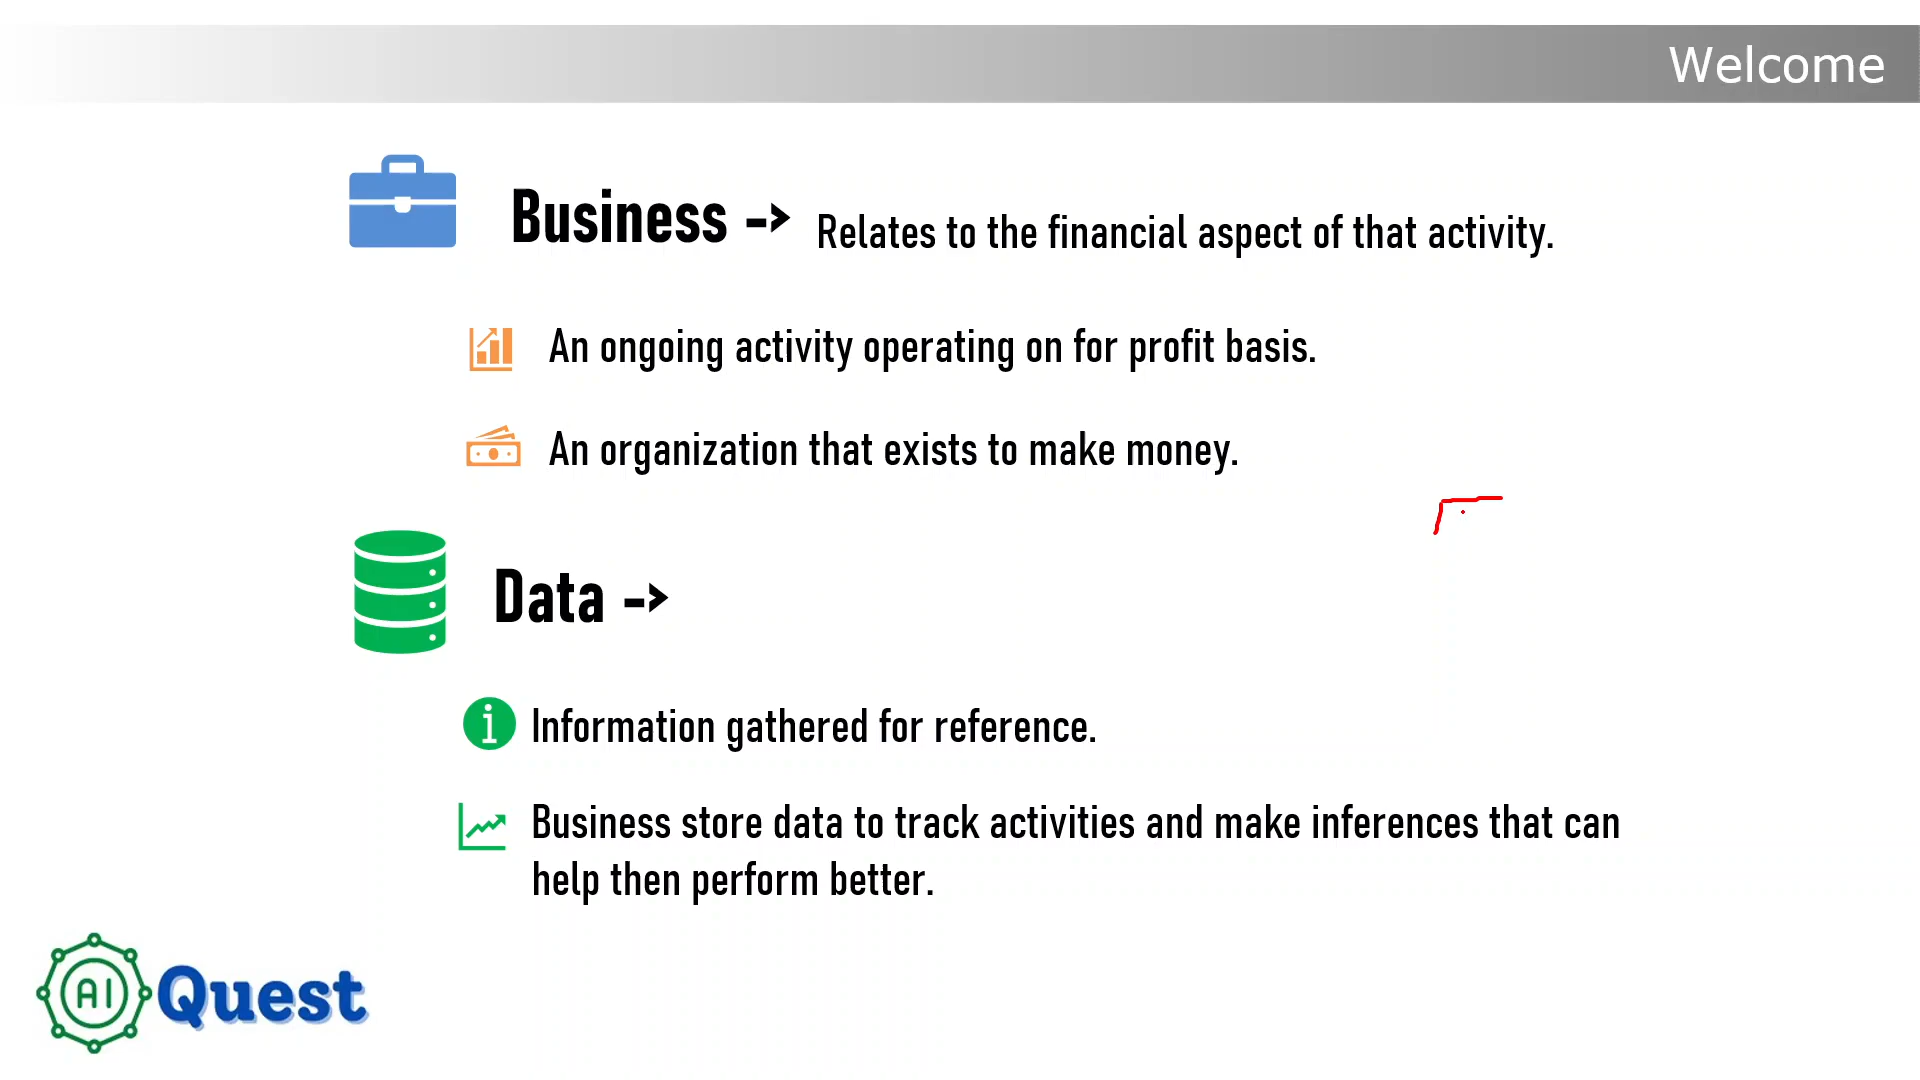 Welcome
Business -> Relates to the financial aspect of that activity.
An ongoing activity operating on for profit basis.
An organization that exists to make money.
Data ->
i Information gathered for reference.
Business store data to track activities and make inferences that can
help then perform better.
AI Quest